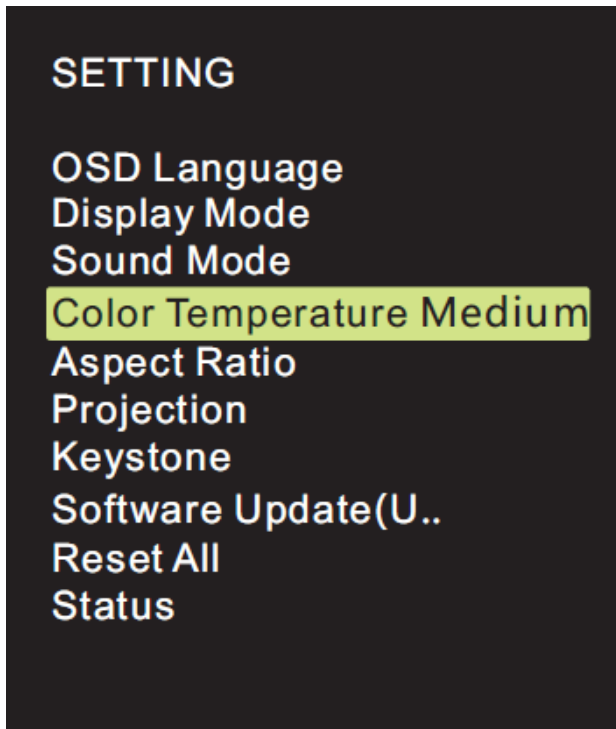 SETTING
OSD Language
Display Mode
Sound Mode
Color Temperature Medium
Aspect Ratio
Projection
Keystone
Software Update(U..
Reset All
Status